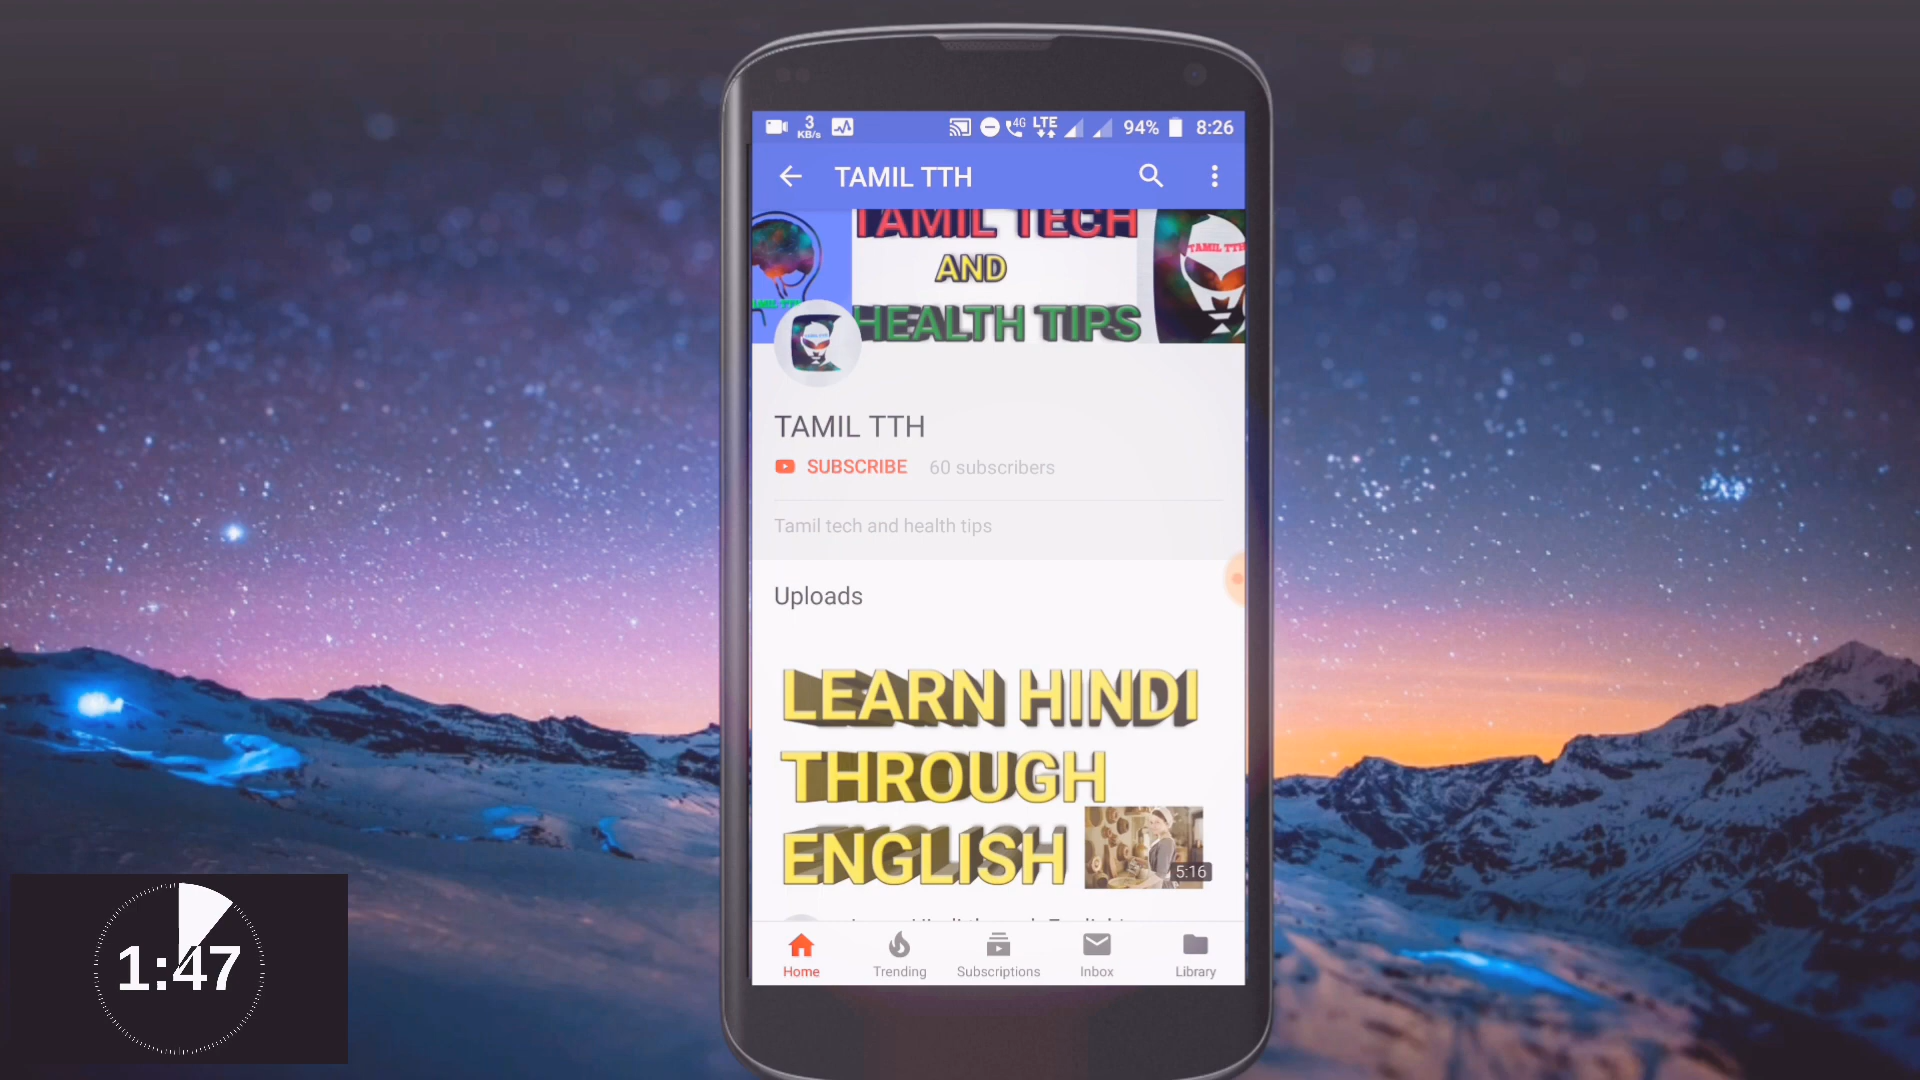 3
KB/s
4G
LTE
94%
8:26
TAMIL TTH
TAMIL TECH
AND
HEALTH TIPS
TAMIL TTH
TAMIL TTH
SUBSCRIBE 60 subscribers
Tamil tech and health tips
Uploads
LEARN HINDI
THROUGH
ENGLISH
5:16
Home
Trending
Subscriptions
Inbox
Library
1:47